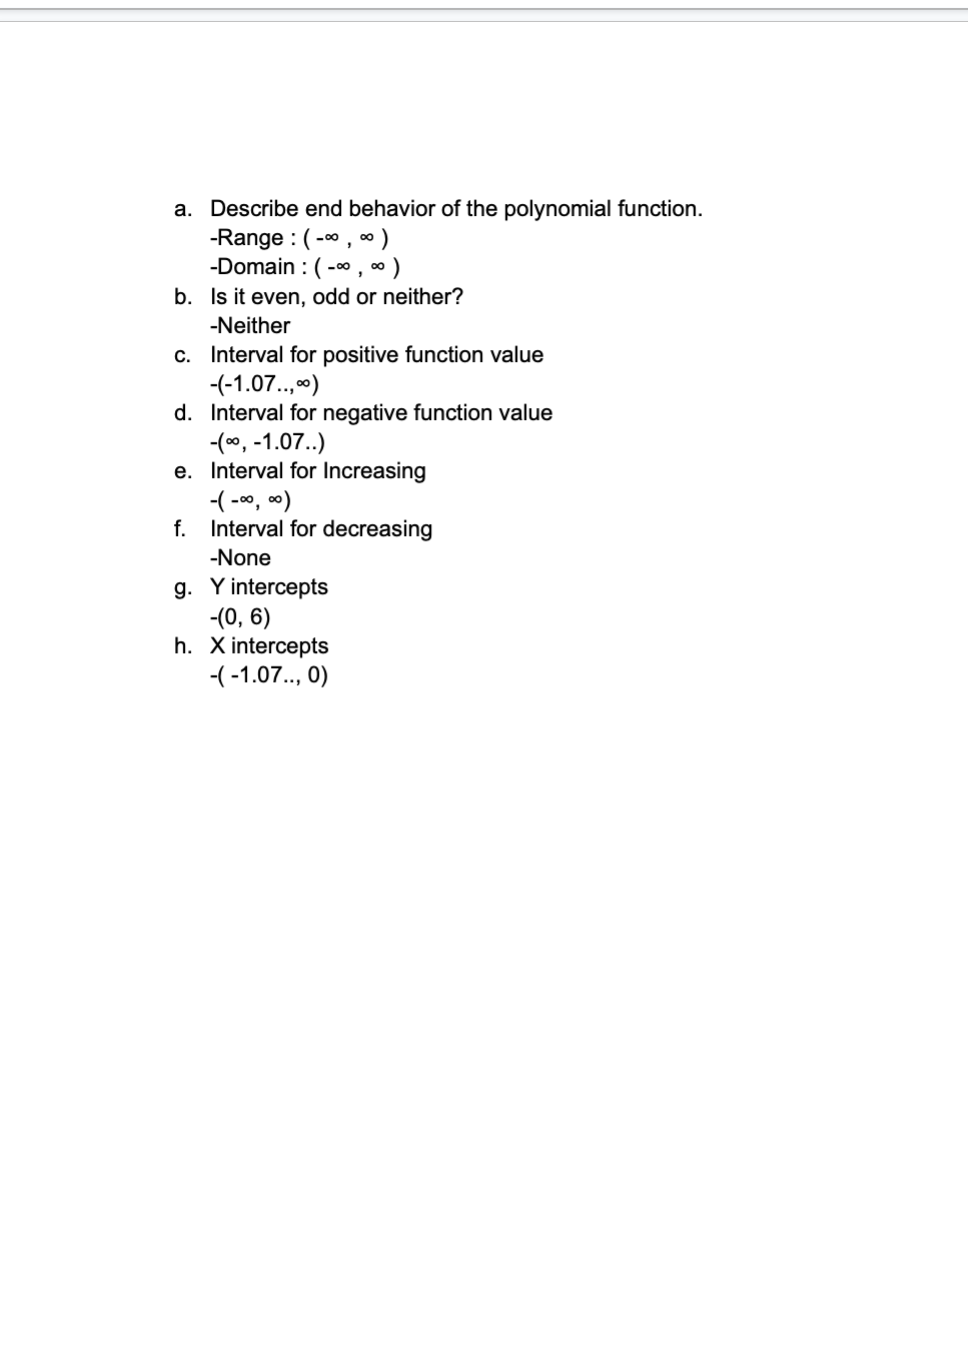 a. Describe end behavior of the polynomial function.
-Range : ( -∞ , ∞ )
-Domain : ( -∞ , ∞ )
b. Is it even, odd or neither?
-Neither
c. Interval for positive function value
-(-1.07..,∞)
d. Interval for negative function value
-(∞, -1.07..)
e. Interval for Increasing
-( -∞, ∞)
f. Interval for decreasing
-None
g. Y intercepts
-(0, 6)
h. X intercepts
-( -1.07.., 0)